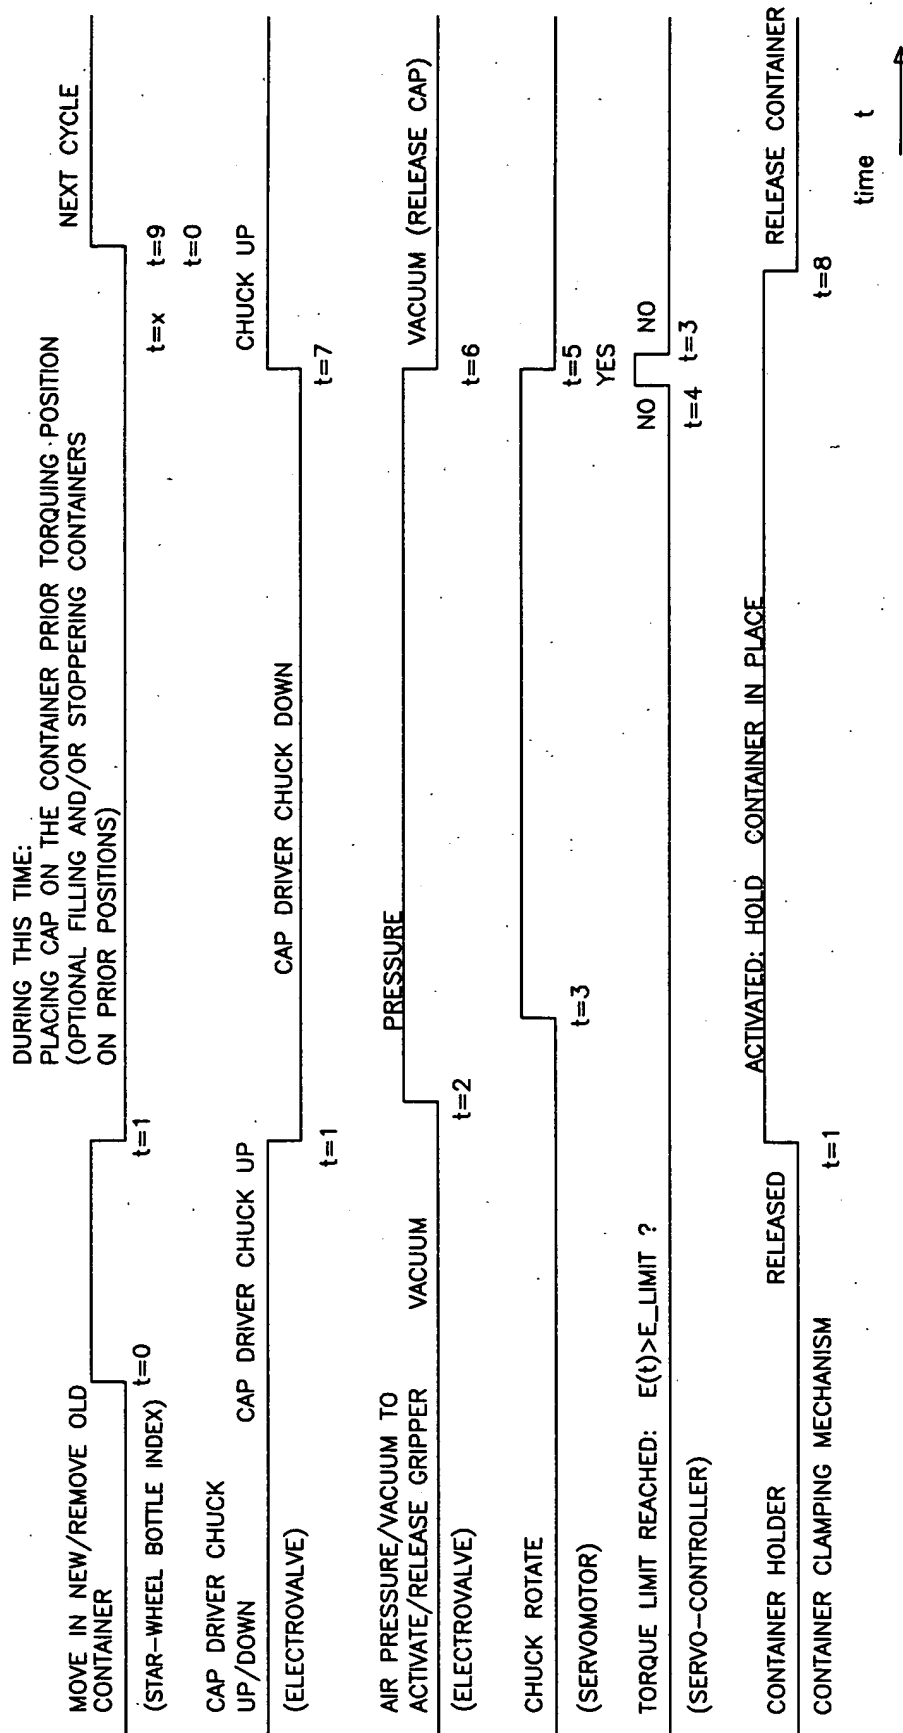 DURING THIS TIME:
PLACING CAP ON THE CONTAINER PRIOR TORQUING POSITION
(OPTIONAL FILLING AND/OR STOPPERING CONTAINERS
ON PRIOR POSITIONS)
MOVE IN NEW/REMOVE OLD
CONTAINER
(STAR-WHEEL BOTTLE INDEX)
t=0
t=1
t=x
t=9
t=0
NEXT CYCLE
CAP DRIVER CHUCK
UP/DOWN
(ELECTROVALVE)
CAP DRIVER CHUCK UP
t=1
CAP DRIVER CHUCK DOWN
t=7
CHUCK UP
AIR PRESSURE/VACUUM TO
ACTIVATE/RELEASE GRIPPER
(ELECTROVALVE)
VACUUM
t=2
PRESSURE
t=6
VACUUM (RELEASE CAP)
CHUCK ROTATE
(SERVOMOTOR)
t=3
t=5
TORQUE LIMIT REACHED: E(t)>E_LIMIT ?
(SERVO-CONTROLLER)
NO
t=4
YES
NO
t=3
CONTAINER HOLDER
CONTAINER CLAMPING MECHANISM
RELEASED
t=1
ACTIVATED: HOLD CONTAINER IN PLACE
t=8
RELEASE CONTAINER
time t